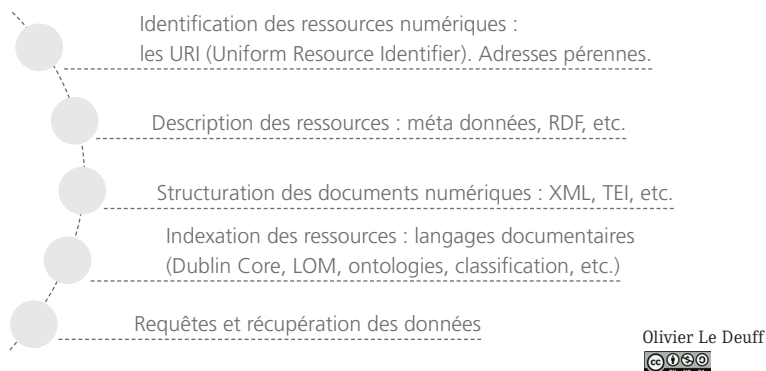 Identification des ressources numériques :
les URI (Uniform Resource Identifier). Adresses pérennes.
Description des ressources : méta données, RDF, etc.
Structuration des documents numériques : XML, TEI, etc.
Indexation des ressources : langages documentaires
(Dublin Core, LOM, ontologies, classification, etc.)
Requêtes et récupération des données
Olivier Le Deuff
cc